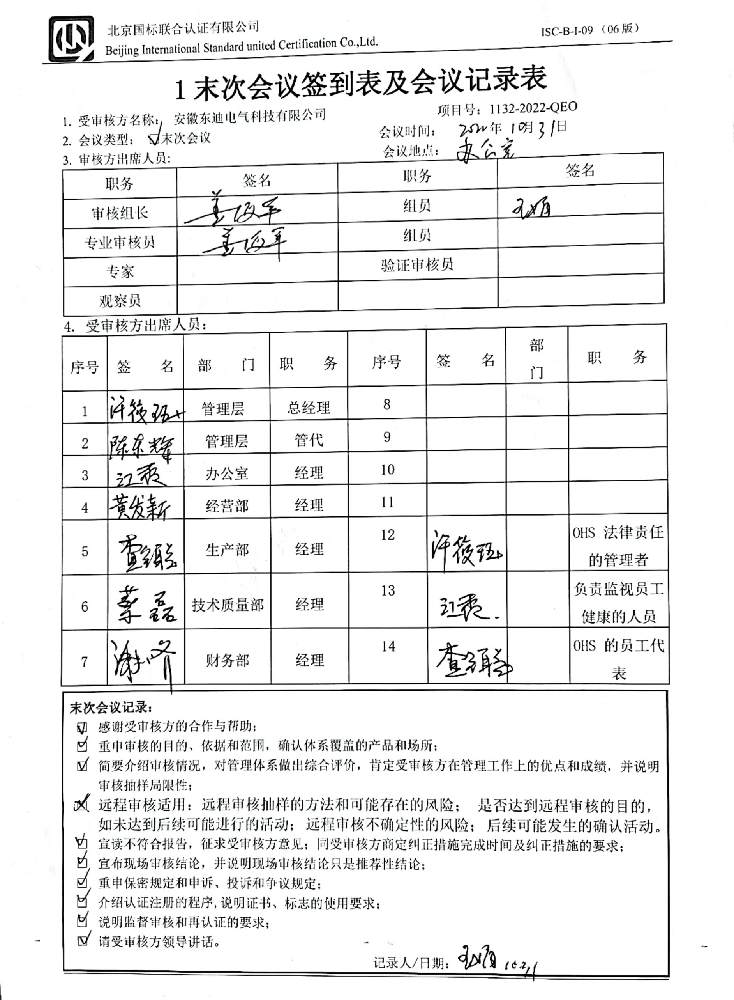 北京国标联合认证有限公司
ISC-B-I-09 （06版）
Beijing International Standard united Certification Co.,Ltd.
1 末次会议签到表及会议记录表
项目号：1132-2022-QEO
1. 受审核方名称： 安徽东迪电气科技有限公司
2. 会议类型： ☑末次会议 会议时间： 2022年 10月31日
3. 审核方出席人员: 会议地点： 办公室
职务 签名 职务 签名
审核组长 姜海军 组员 王娟
专业审核员 姜海军 组员
专家 验证审核员
观察员
4. 受审核方出席人员：
序号 签 名 部 门 职 务 序号 签 名 部门 职 务
1 汪筱珏 管理层 总经理 8
2 陈东辉 管理层 管代 9
3 江霞 办公室 经理 10
4 黄发新 经营部 经理 11
5 生产部 经理 12 汪筱珏 OHS 法律责任
的管理者
6 蔡磊 技术质量部 经理 13 江霞 负责监视员工
健康的人员
7 财务部 经理 14 OHS 的员工代
表
末次会议记录：
☑ 感谢受审核方的合作与帮助；
☑ 重申审核的目的、依据和范围，确认体系覆盖的产品和场所；
☑ 简要介绍审核情况，对管理体系做出综合评价，肯定受审核方在管理工作上的优点和成绩，并说明
审核抽样局限性；
☒ 远程审核适用：远程审核抽样的方法和可能存在的风险； 是否达到远程审核的目的，
如未达到后续可能进行的活动；远程审核不确定性的风险；后续可能发生的确认活动。
☑ 宣读不符合报告，征求受审核方意见；同受审核方商定纠正措施完成时间及纠正措施的要求；
☑ 宣布现场审核结论，并说明现场审核结论只是推荐性结论；
☑ 重申保密规定和申诉、投诉和争议规定；
☑ 介绍认证注册的程序,说明证书、标志的使用要求；
☑ 说明监督审核和再认证的要求；
☑ 请受审核方领导讲话。
记录人/日期： 王娟 10.31